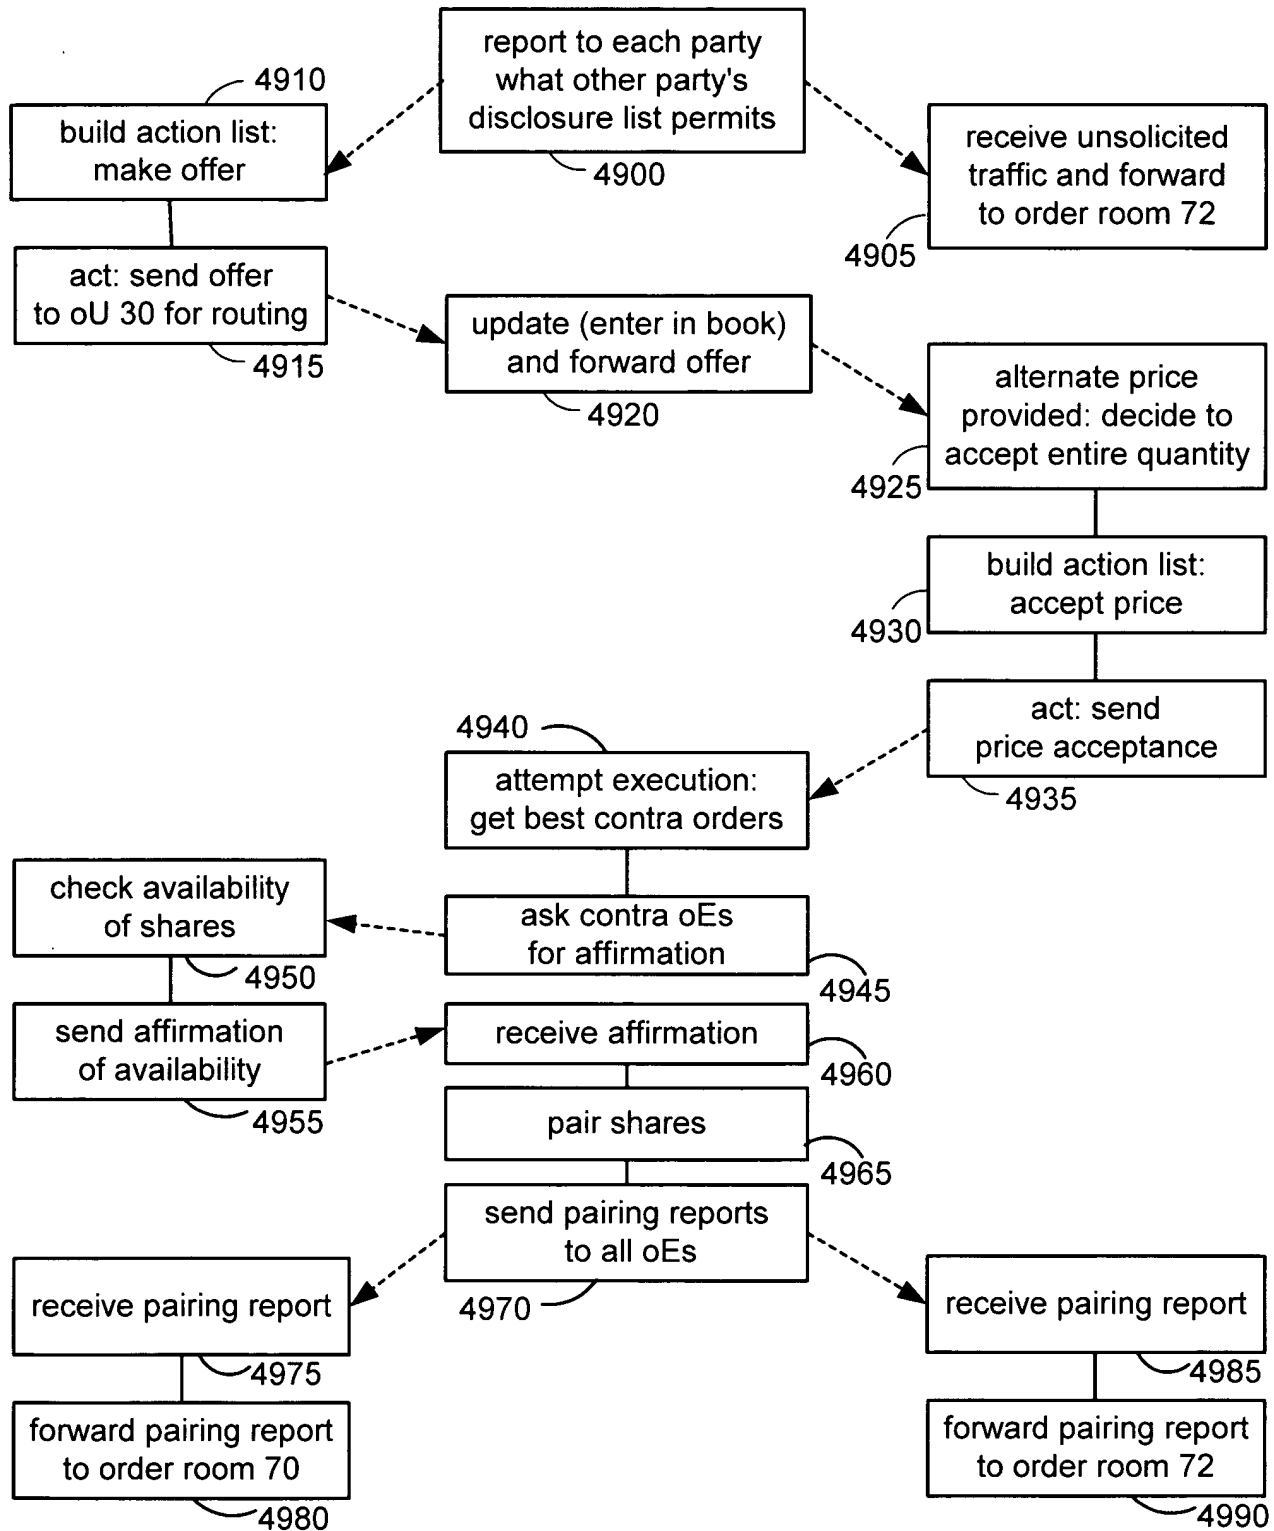 report to each party
what other party's
disclosure list permits
4900
4910
build action list:
make offer
receive unsolicited
traffic and forward
to order room 72
4905
act: send offer
to oU 30 for routing
4915
update (enter in book)
and forward offer
4920
alternate price
provided: decide to
accept entire quantity
4925
build action list:
accept price
4930
act: send
price acceptance
4935
4940
attempt execution:
get best contra orders
ask contra oEs
for affirmation
4945
check availability
of shares
4950
send affirmation
of availability
4955
receive affirmation
4960
pair shares
4965
send pairing reports
to all oEs
4970
receive pairing report
4975
forward pairing report
to order room 70
4980
receive pairing report
4985
forward pairing report
to order room 72
4990